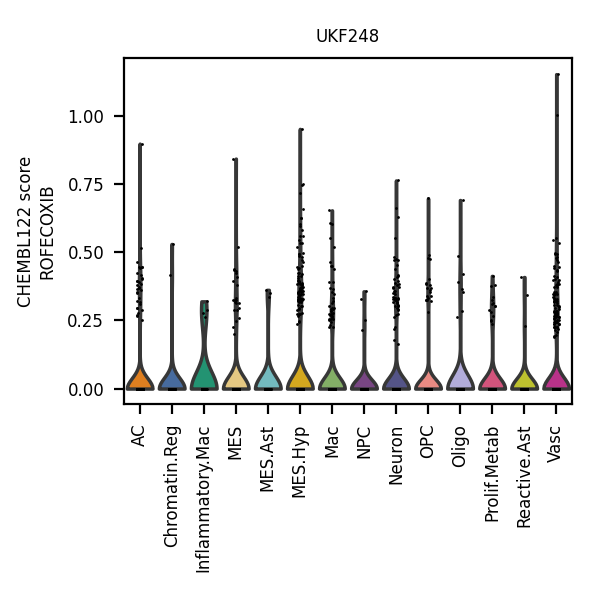 UKF248
CHEMBL122 score
ROFECOXIB
1.00
0.75
0.50
0.25
0.00
AC
Chromatin.Reg
Inflammatory.Mac
MES
MES.Ast
MES.Hyp
Mac
NPC
Neuron
OPC
Oligo
Prolif.Metab
Reactive.Ast
Vasc